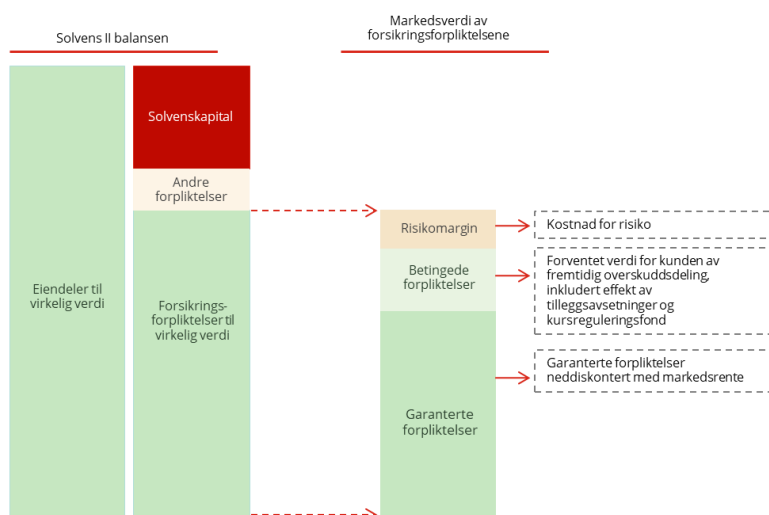 Solvens II balansen
Markedsverdi av
forsikringsforpliktelsene
Eiendeler til
virkelig verdi
Solvenskapital
Andre
forpliktelser
Forsikrings-
forpliktelser til
virkelig verdi
Risikomargin
Betingede
forpliktelser
Garanterte
forpliktelser
Kostnad for risiko
Forventet verdi for kunden av
fremtidig overskuddsdeling,
inkludert effekt av
tilleggsavsetninger og
kursreguleringsfond
Garanterte forpliktelser
neddiskontert med markedsrente